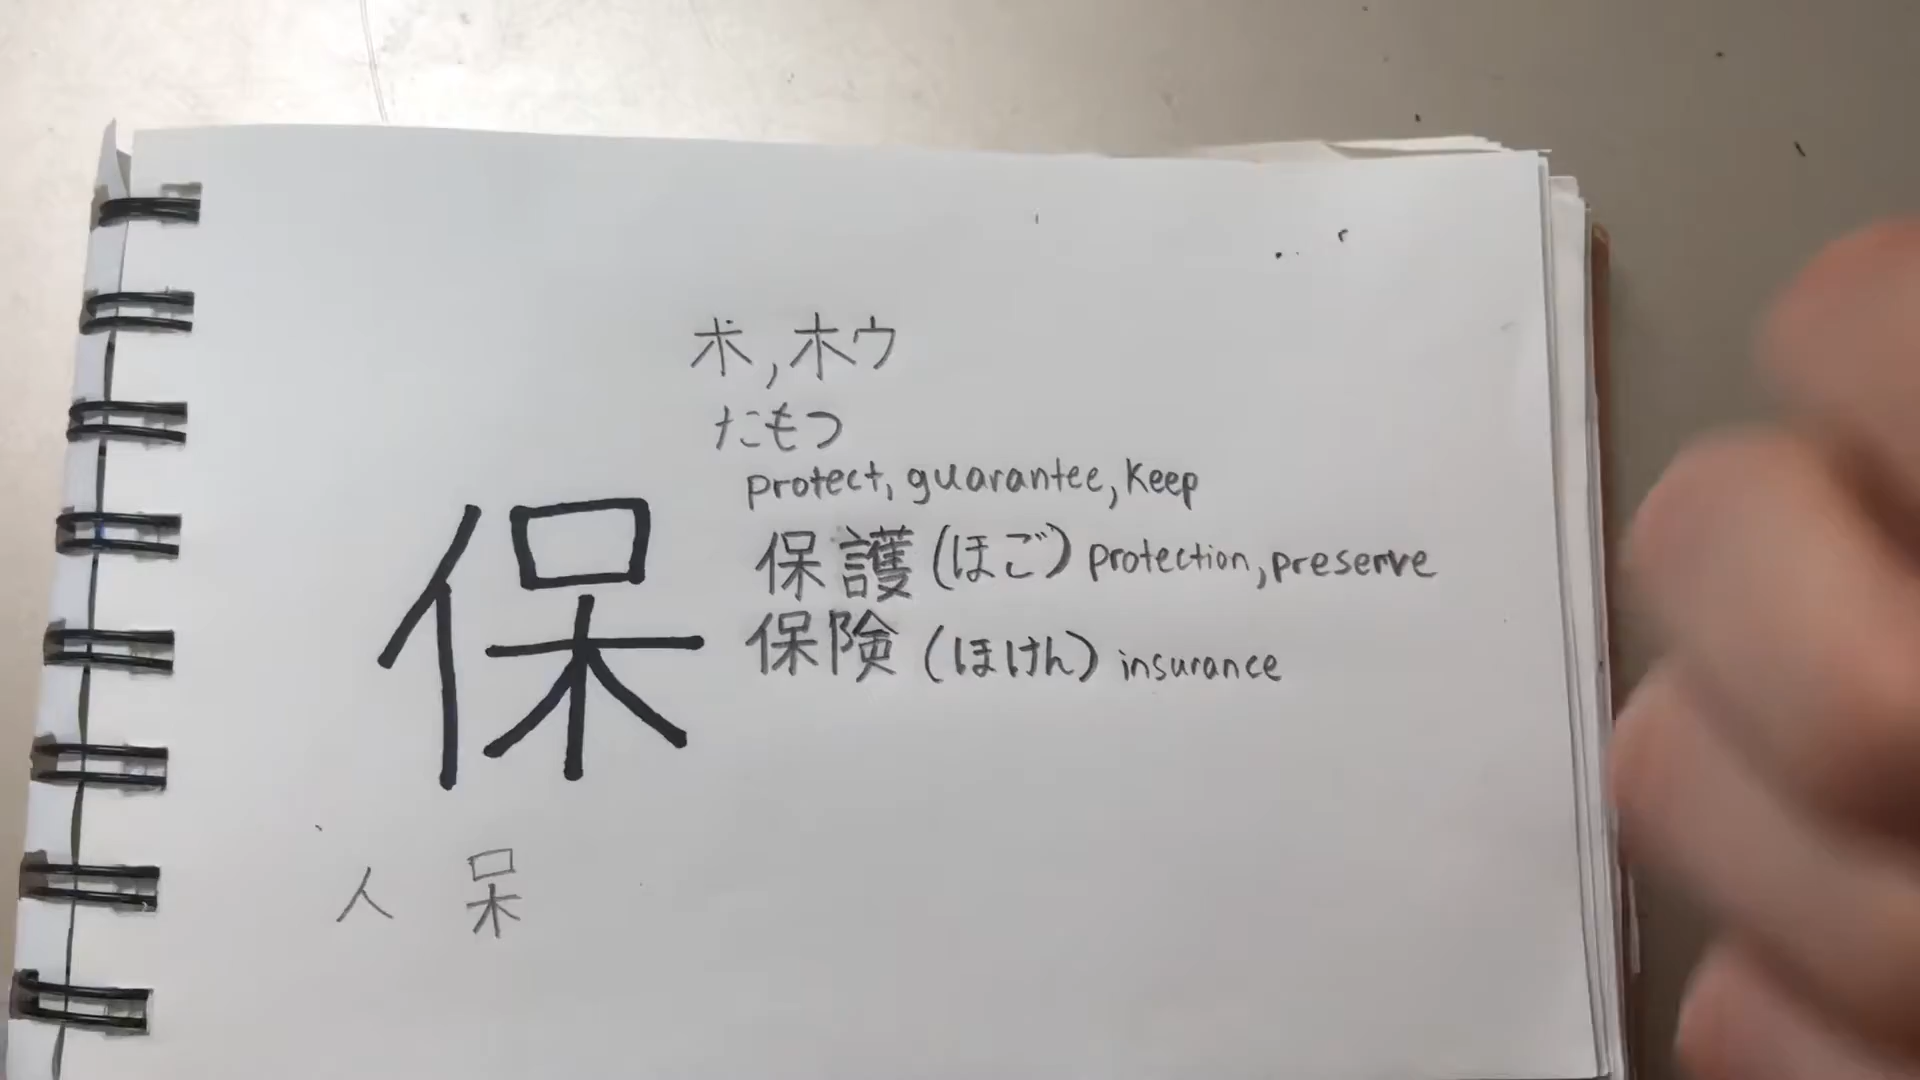 ホ, ホウ
たもつ
protect, guarantee, keep
保
保護 (ほご) protection, preserve
保険 (ほけん) insurance
人 呆